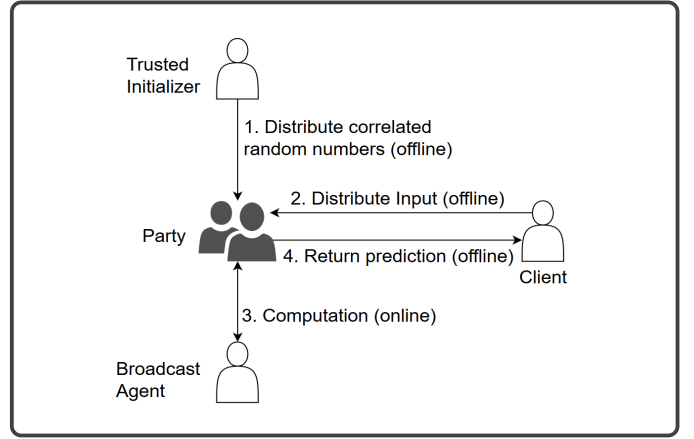 Trusted
Initializer
1. Distribute correlated
random numbers (offline)
2. Distribute Input (offline)
Party
4. Return prediction (offline)
Client
3. Computation (online)
Broadcast
Agent